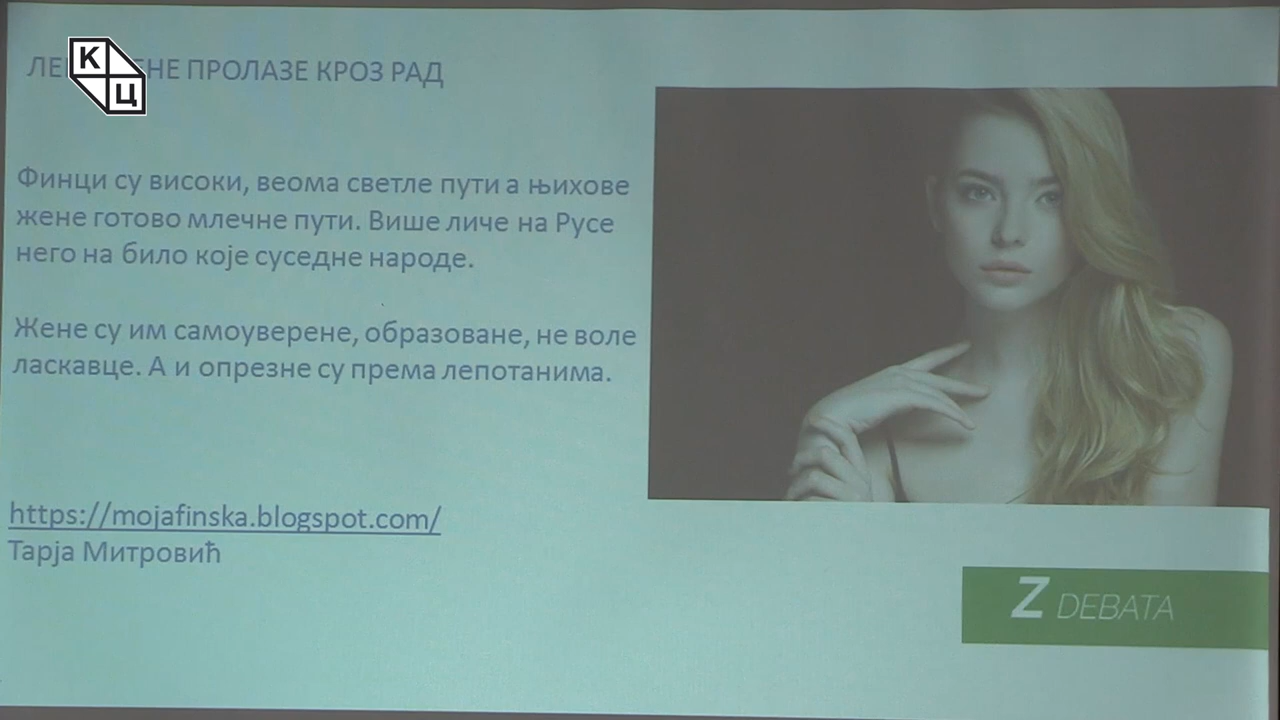 К
Ц
ПРОЛАЗЕ КРОЗ РАД
Финци су високи, веома светле пути а њихове
жене готово млечне пути. Више личе на Русе
него на било које суседне народе.
Жене су им самоуверене, образоване, не воле
ласкавце. А и опрезне су према лепотанима.
https://mojafinska.blogspot.com/
Тарја Митровић
Z DEBATA